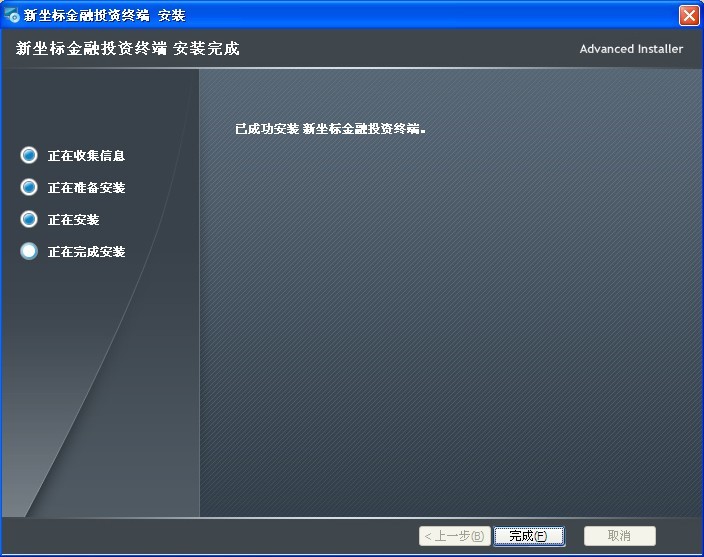 新坐标金融投资终端 安装
新坐标金融投资终端 安装完成
Advanced Installer
已成功安装 新坐标金融投资终端。
正在收集信息
正在准备安装
正在安装
正在完成安装
< 上一步(B)
完成(F)
取消